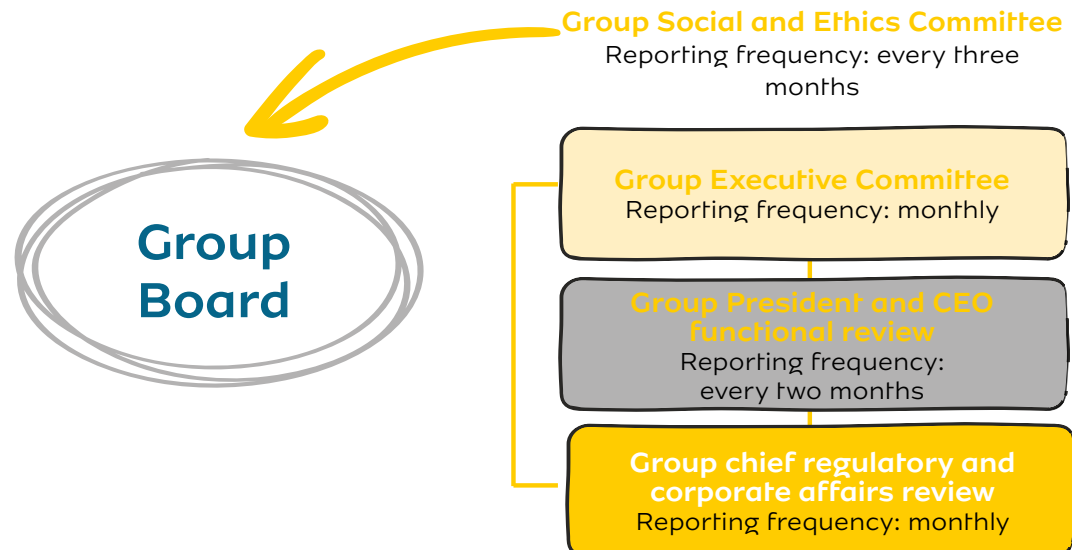 Group Social and Ethics Committee
Reporting frequency: every three
months
Group Executive Committee
Reporting frequency: monthly
Group
Board
Group President and CEO
functional review
Reporting frequency:
every two months
Group chief regulatory and
corporate affairs review
Reporting frequency: monthly